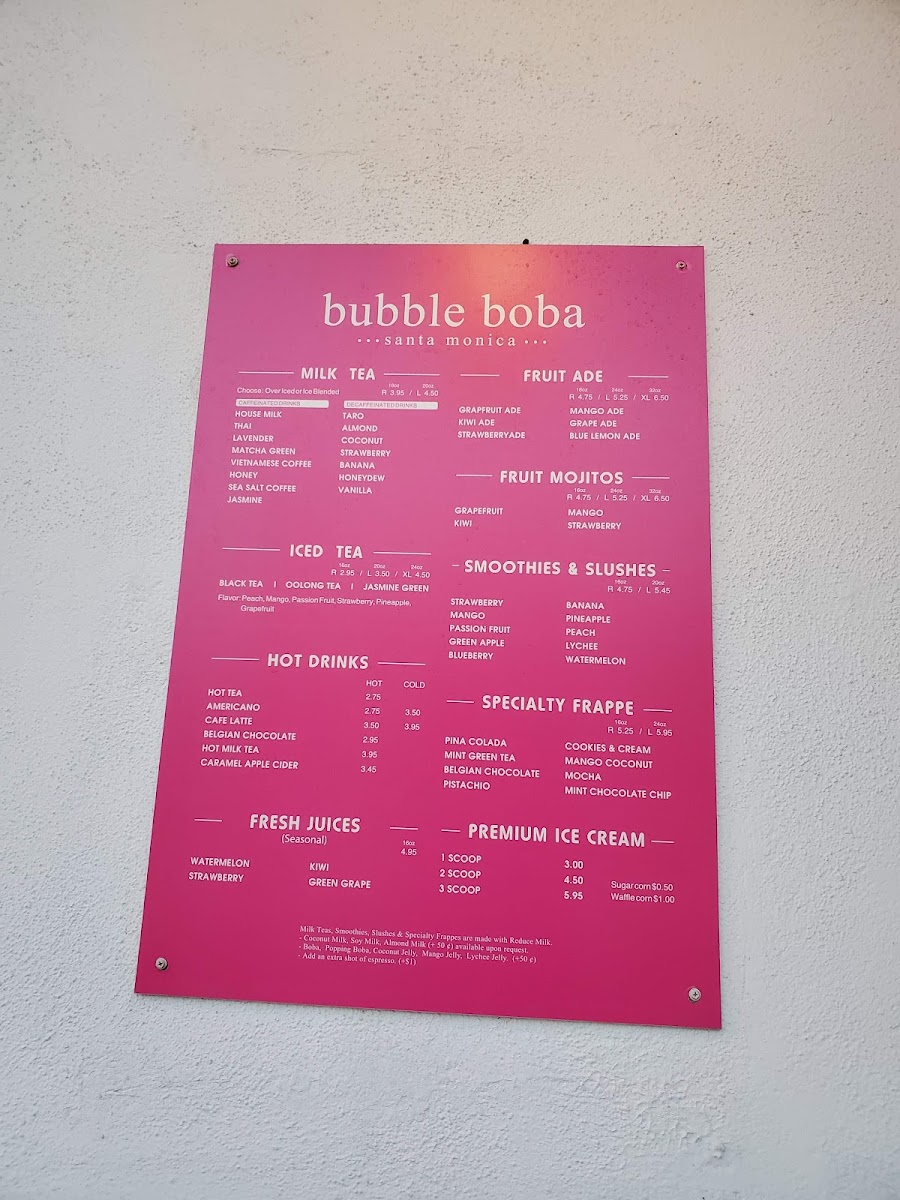 bubble boba
···santa monica···
MILK TEA
16oz 20oz
Choose: Over Iced or Ice Blended R 3.95 / L 4.50
CAFFEINATED DRINKS
HOUSE MILK
THAI
LAVENDER
MATCHA GREEN
VIETNAMESE COFFEE
HONEY
SEA SALT COFFEE
JASMINE
DECAFFEINATED DRINKS
TARO
ALMOND
COCONUT
STRAWBERRY
BANANA
HONEYDEW
VANILLA
ICED TEA
16oz 20oz 24oz
R 2.95 / L 3.50 / XL 4.50
BLACK TEA I OOLONG TEA I JASMINE GREEN
Flavor: Peach, Mango, Passion Fruit, Strawberry, Pineapple,
Grapefruit
HOT DRINKS
HOT COLD
HOT TEA 2.75
AMERICANO 2.75 3.50
CAFE LATTE 3.50 3.95
BELGIAN CHOCOLATE 2.95
HOT MILK TEA 3.95
CARAMEL APPLE CIDER 3.45
FRESH JUICES
(Seasonal)
16oz
4.95
WATERMELON KIWI
STRAWBERRY GREEN GRAPE
FRUIT ADE
16oz 24oz 32oz
R 4.75 / L 5.25 / XL 6.50
GRAPFRUIT ADE MANGO ADE
KIWI ADE GRAPE ADE
STRAWBERRYADE BLUE LEMON ADE
FRUIT MOJITOS
16oz 24oz 32oz
R 4.75 / L 5.25 / XL 6.50
GRAPEFRUIT MANGO
KIWI STRAWBERRY
SMOOTHIES & SLUSHES
16oz 20oz
R 4.75 / L 5.45
STRAWBERRY BANANA
MANGO PINEAPPLE
PASSION FRUIT PEACH
GREEN APPLE LYCHEE
BLUEBERRY WATERMELON
SPECIALTY FRAPPE
16oz 24oz
R 5.25 / L 5.95
PINA COLADA COOKIES & CREAM
MINT GREEN TEA MANGO COCONUT
BELGIAN CHOCOLATE MOCHA
PISTACHIO MINT CHOCOLATE CHIP
PREMIUM ICE CREAM
1 SCOOP 3.00
2 SCOOP 4.50 Sugar corn $0.50
3 SCOOP 5.95 Waffle corn $1.00
Milk Teas, Smoothies, Slushes & Specialty Frappes are made with Reduce Milk.
- Coconut Milk, Soy Milk, Almond Milk (+ 50 ¢) available upon request.
- Boba, Popping Boba, Coconut Jelly, Mango Jelly, Lychee Jelly. (+50 ¢)
- Add an extra shot of espresso. (+$1)